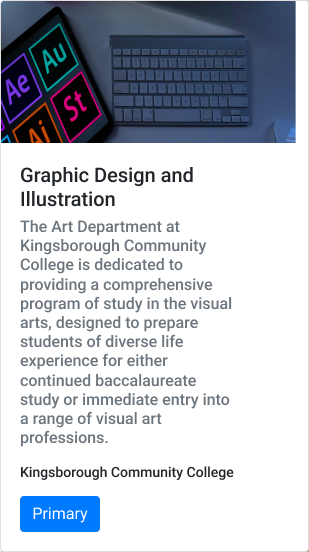 Ae
Au
Ai
St
Graphic Design and
Illustration
The Art Department at
Kingsborough Community
College is dedicated to
providing a comprehensive
program of study in the visual
arts, designed to prepare
students of diverse life
experience for either
continued baccalaureate
study or immediate entry into
a range of visual art
professions.
Kingsborough Community College
Primary